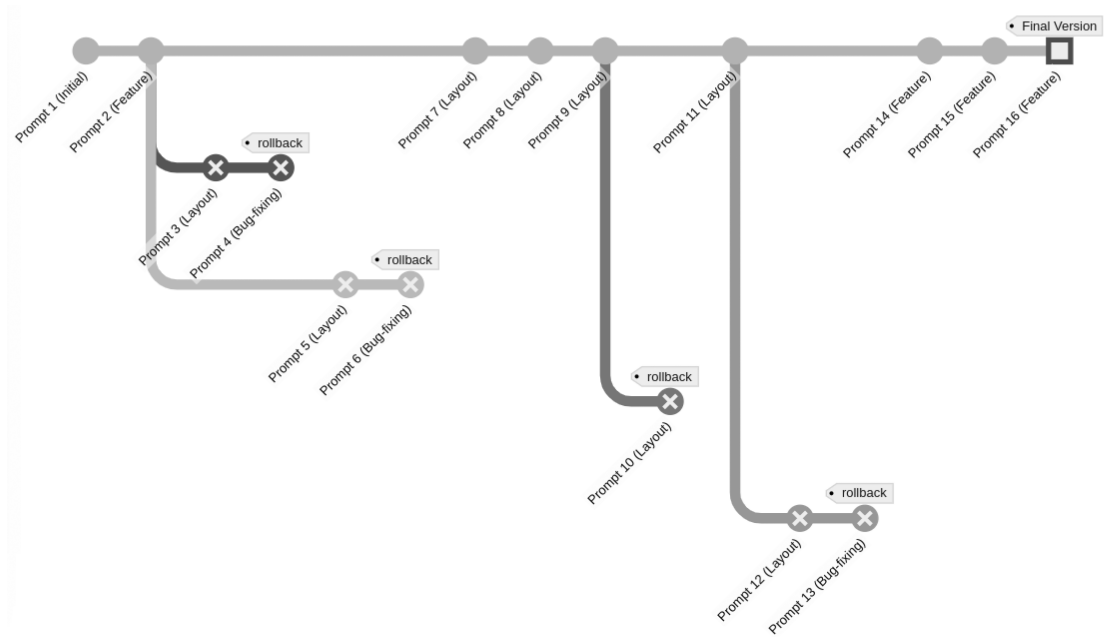 Final Version
Prompt 1 (Initial)
Prompt 2 (Feature)
Prompt 7 (Layout)
Prompt 8 (Layout)
Prompt 9 (Layout)
Prompt 11 (Layout)
Prompt 14 (Feature)
Prompt 15 (Feature)
Prompt 16 (Feature)
rollback
Prompt 3 (Layout)
Prompt 4 (Bug-fixing)
rollback
Prompt 5 (Layout)
Prompt 6 (Bug-fixing)
rollback
Prompt 10 (Layout)
rollback
Prompt 12 (Layout)
Prompt 13 (Bug-fixing)